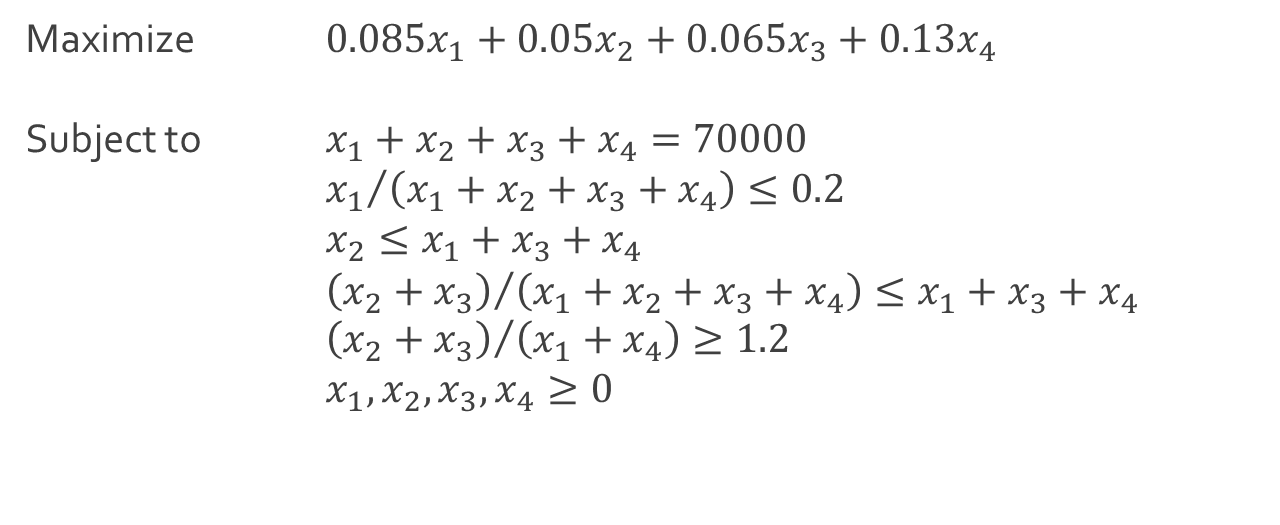 Maximize 0.085x₁ + 0.05x₂ + 0.065x₃ + 0.13x₄
Subject to x₁ + x₂ + x₃ + x₄ = 70000
x₁/(x₁ + x₂ + x₃ + x₄) ≤ 0.2
x₂ ≤ x₁ + x₃ + x₄
(x₂ + x₃)/(x₁ + x₂ + x₃ + x₄) ≤ x₁ + x₃ + x₄
(x₂ + x₃)/(x₁ + x₄) ≥ 1.2
x₁, x₂, x₃, x₄ ≥ 0